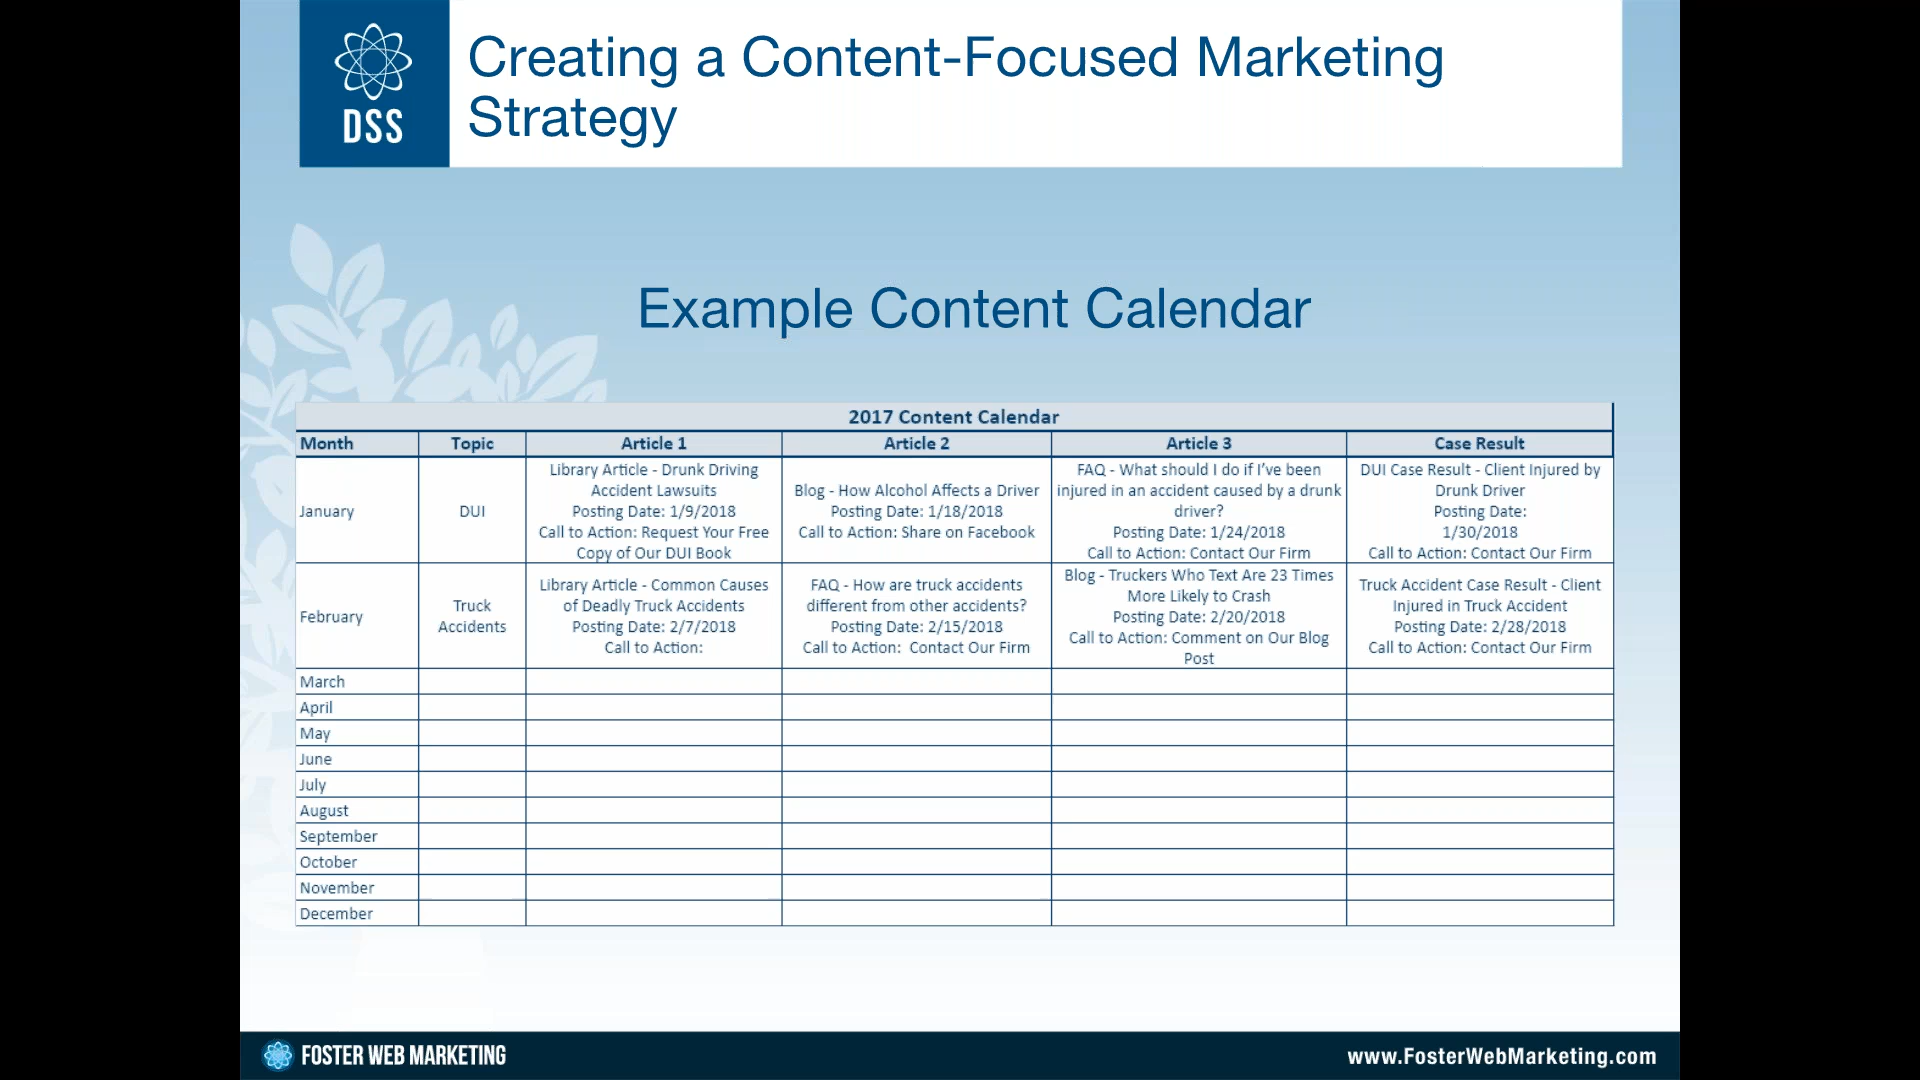 DSS
Creating a Content-Focused Marketing
Strategy
Example Content Calendar
2017 Content Calendar
Month Topic Article 1 Article 2 Article 3 Case Result
January
DUI
Library Article - Drunk Driving
Accident Lawsuits
Posting Date: 1/9/2018
Call to Action: Request Your Free
Copy of Our DUI Book
Blog - How Alcohol Affects a Driver
Posting Date: 1/18/2018
Call to Action: Share on Facebook
FAQ - What should I do if I've been
injured in an accident caused by a drunk
driver?
Posting Date: 1/24/2018
Call to Action: Contact Our Firm
DUI Case Result - Client Injured by
Drunk Driver
Posting Date:
1/30/2018
Call to Action: Contact Our Firm
February
Truck
Accidents
Library Article - Common Causes
of Deadly Truck Accidents
Posting Date: 2/7/2018
Call to Action:
FAQ - How are truck accidents
different from other accidents?
Posting Date: 2/15/2018
Call to Action: Contact Our Firm
Blog - Truckers Who Text Are 23 Times
More Likely to Crash
Posting Date: 2/20/2018
Call to Action: Comment on Our Blog
Post
Truck Accident Case Result - Client
Injured in Truck Accident
Posting Date: 2/28/2018
Call to Action: Contact Our Firm
March
April
May
June
July
August
September
October
November
December
FOSTER WEB MARKETING
www.FosterWebMarketing.com